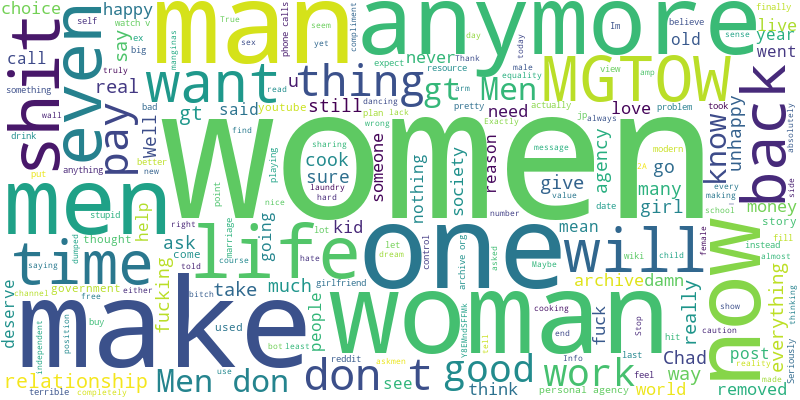 choice
happy
self
ex
watch v
say
big
call
something
truly
shit
even
pay
drink
wall
bad
Well
real
manginas
man
True
sex
phone calls
yet
seem
compliment
anymore
Im
day
believe
sense
old
live
year
went
finally
want
thing
u
never
expect
Thank
resource
equality
male
today
gt
Men
MGTOW
view
amp
read
said
youtube
still
dancing
plan
lack
need
pretty
rm
actually
love
problem
took
know
back
unhappy
absolutely
side
put
anything
better
new
find
women
wrong
Exactly
jp
always
modern
every
making
men
stupid
point
playing
sharing
cook
sure
laundry
hard
someone
nothing
society
reason
message
give
agency
many
go
girl
money
school
story
time
help
thought
right
nice
number
value
date
life
one
will
going
kid
lot
mean
female
instead
fill
almost
saying
dumped
ask
come
told
marriage
course
hate
let
dream
control
archive org
asked
Maybe
wiki
child
now
channel
deserve
government
free
either
fucking
bitch
take
much
girlfriend
people
archive
damn
really
show
everything
thinking
make
independent
position
buy
used
bot
least
woman
Y8EMndSfFMk
cooking
end
Stop
fuck
hit
caution
Chad
post
reality
made
Seriously
relationship
terrible
completely
Men don
use
don t
reddit
see
askmen
good
think
tell
work
Info
personal agency
last
feel
way
world
removed